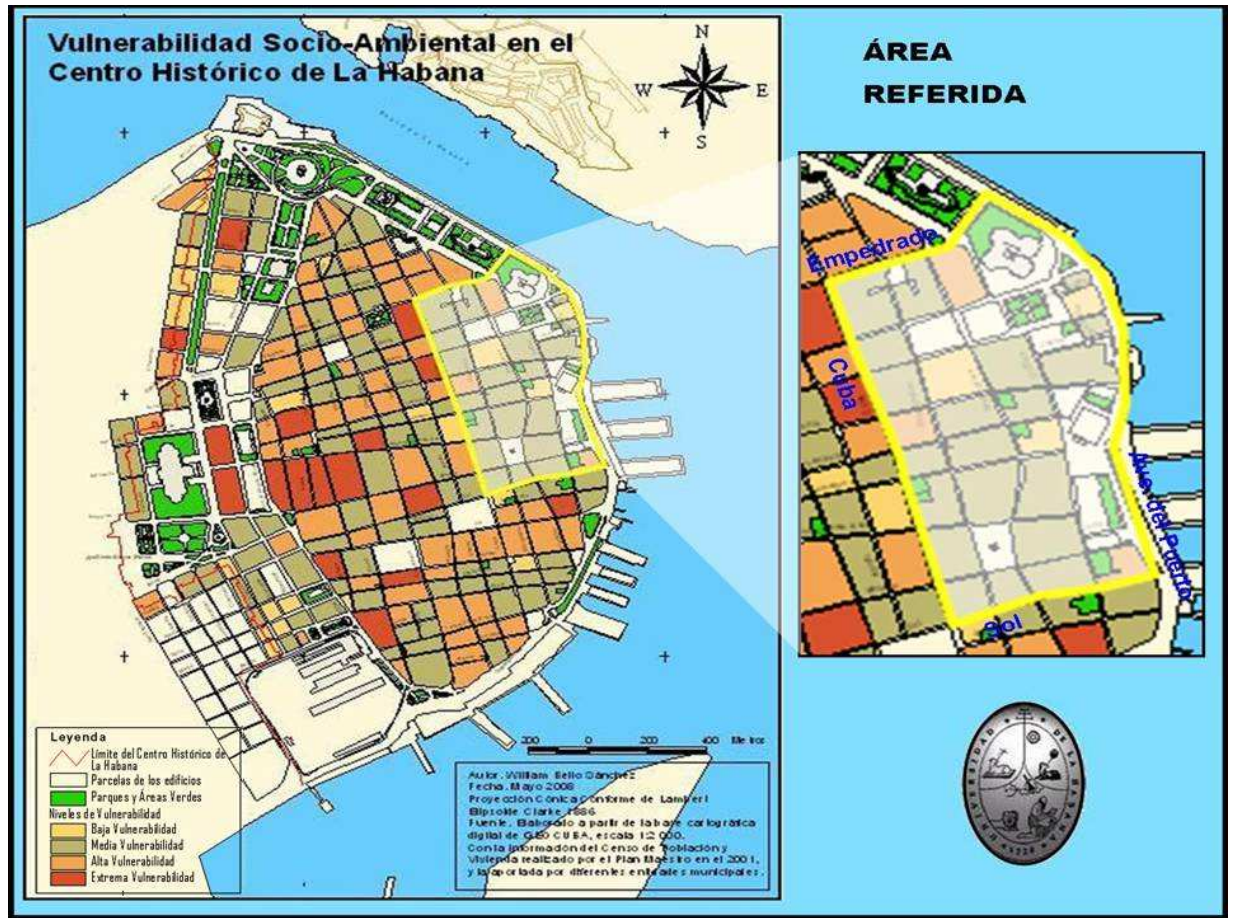 Vulnerabilidad Socio-Ambiental en el
Centro Histórico de La Habana
N
W
E
S
ÁREA
REFERIDA
Empedrado
Cuba
Ave. del Puerto
Sol
Leyenda
Límite del Centro Histórico de
La Habana
Parcelas de los edificios
Parques y Áreas Verdes
Niveles de Vulnerabilidad
Baja Vulnerabilidad
Media Vulnerabilidad
Alta Vulnerabilidad
Extrema Vulnerabilidad
200 0 200 400 Metros
Autor. William Bello Sánchez
Fecha. Mayo 2008
Proyección Cónica Conforme de Lambert
Elipsoide Clarke 1866
Fuente. Elaborado a partir de la base cartográfica
digital de GEO CUBA, escala 1:2 000.
Con la información del Censo de Población y
Vivienda realizado por el Plan Maestro en el 2001,
y la aportada por diferentes entidades municipales.
UNIVERSIDAD DE LA HABANA
1728